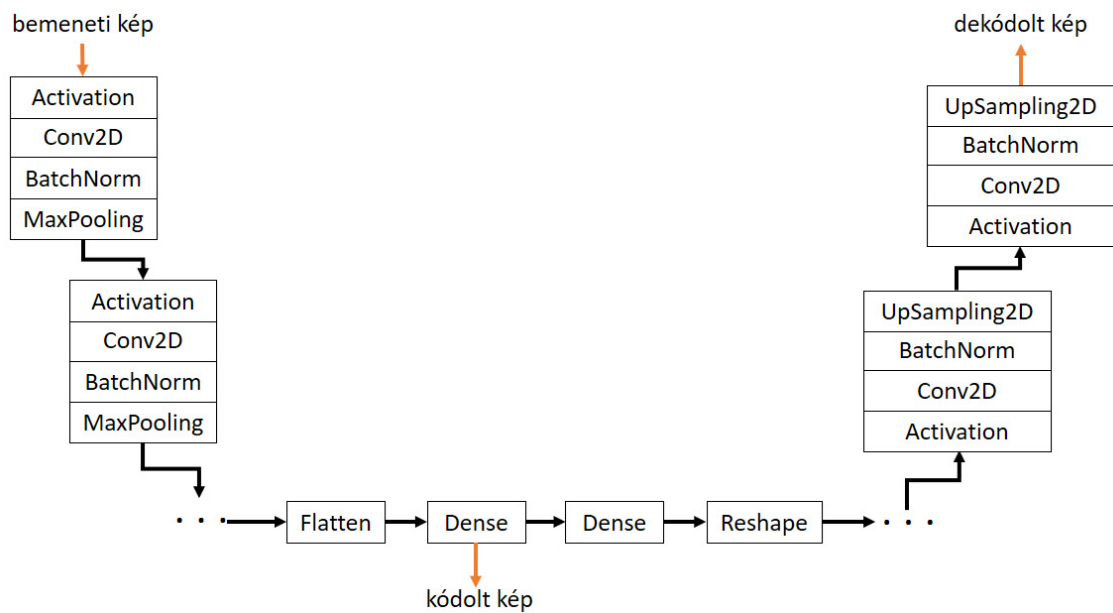 bemeneti kép
Activation
Conv2D
BatchNorm
MaxPooling
Activation
Conv2D
BatchNorm
MaxPooling
. . .
Flatten
Dense
Dense
Reshape
. . .
kódolt kép
dekódolt kép
UpSampling2D
BatchNorm
Conv2D
Activation
UpSampling2D
BatchNorm
Conv2D
Activation